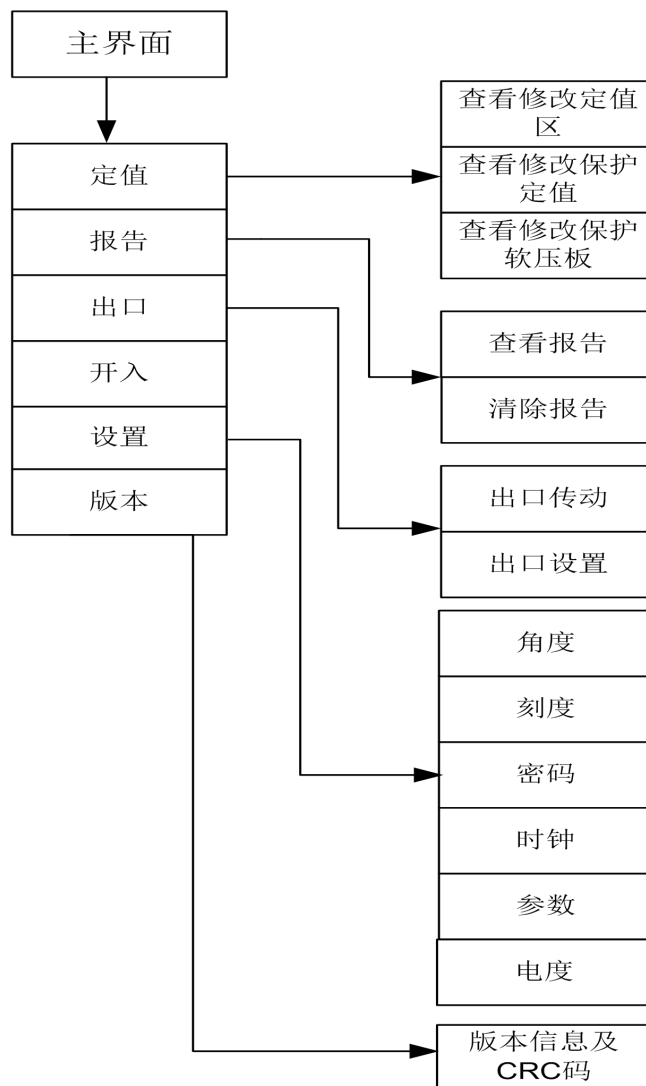 主界面
定值
报告
出口
开入
设置
版本
查看修改定值
区
查看修改保护
定值
查看修改保护
软压板
查看报告
清除报告
出口传动
出口设置
角度
刻度
密码
时钟
参数
电度
版本信息及
CRC码